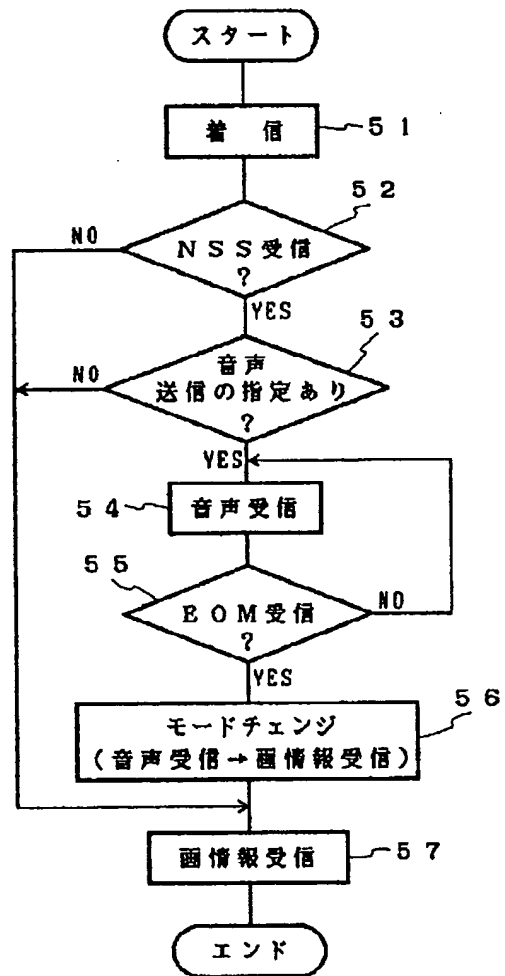 スタート
着 信
51
52
NO
NSS受信
?
YES
53
NO
音声
送信の指定あり
?
YES
54
音声受信
55
NO
EOM受信
?
YES
56
モードチェンジ
(音声受信→画情報受信)
画情報受信
57
エンド